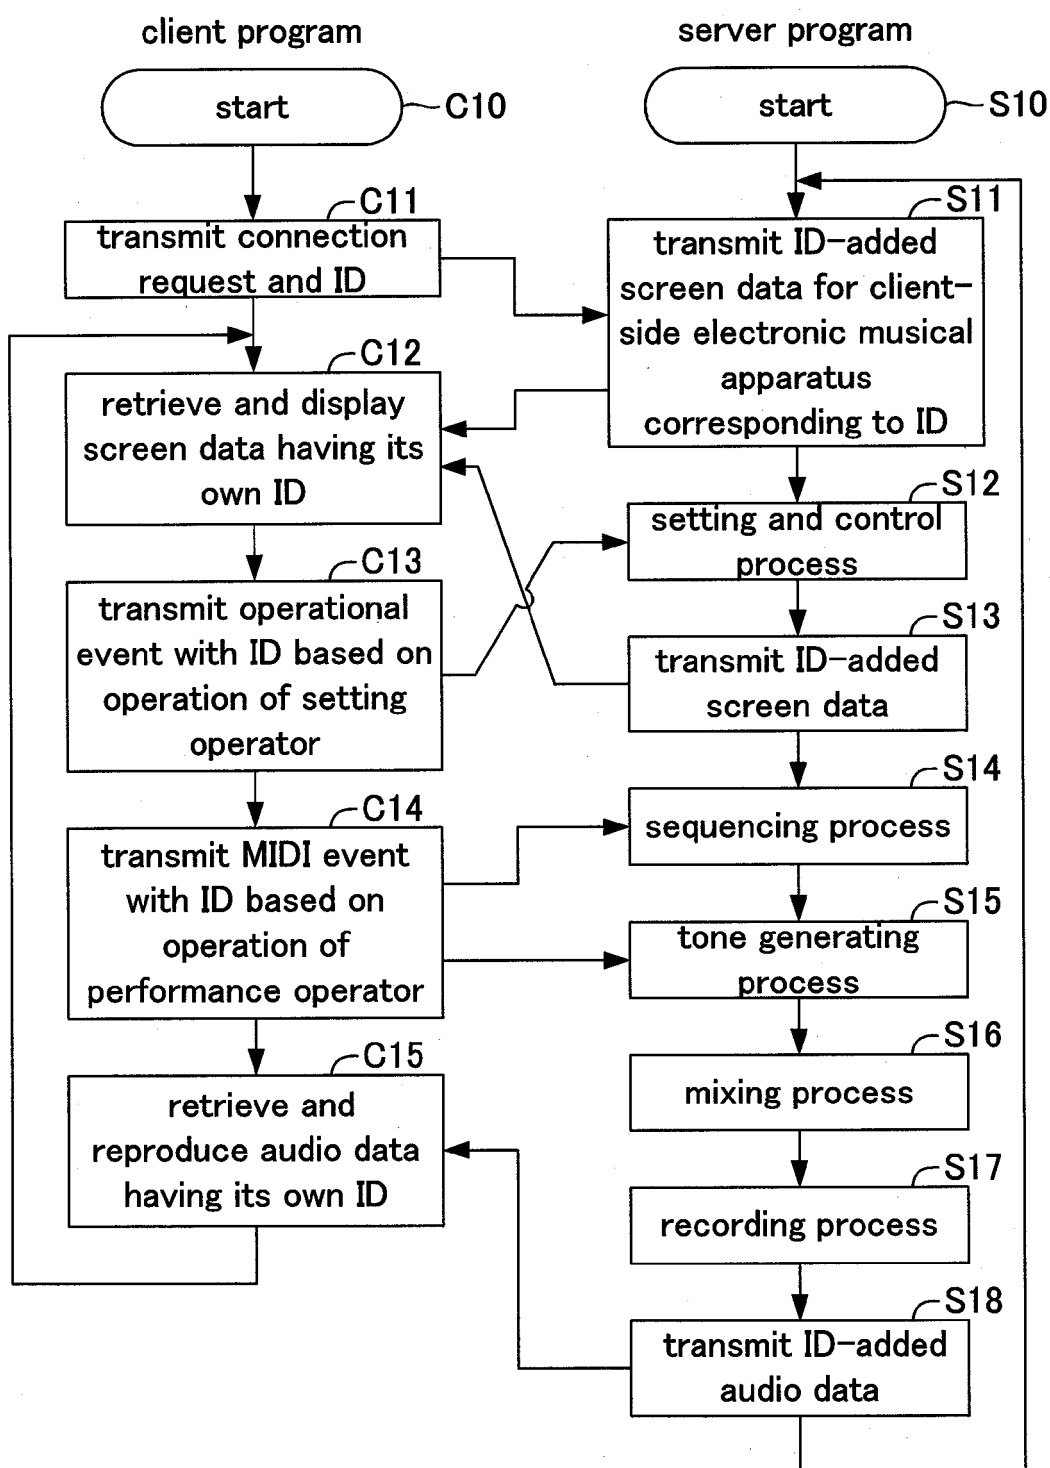 client program
start
C10
C11
transmit connection
request and ID
C12
retrieve and display
screen data having its
own ID
C13
transmit operational
event with ID based on
operation of setting
operator
C14
transmit MIDI event
with ID based on
operation of
performance operator
C15
retrieve and
reproduce audio data
having its own ID
server program
start
S10
S11
transmit ID-added
screen data for client-
side electronic musical
apparatus
corresponding to ID
S12
setting and control
process
S13
transmit ID-added
screen data
S14
sequencing process
S15
tone generating
process
S16
mixing process
S17
recording process
S18
transmit ID-added
audio data